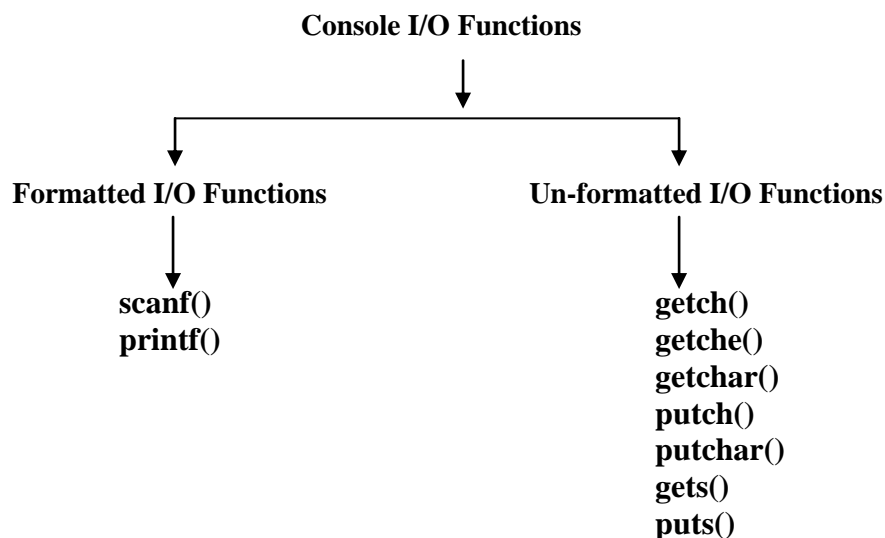 Console I/O Functions
Formatted I/O Functions
Un-formatted I/O Functions
scanf()
printf()
getch()
getche()
getchar()
putch()
putchar()
gets()
puts()